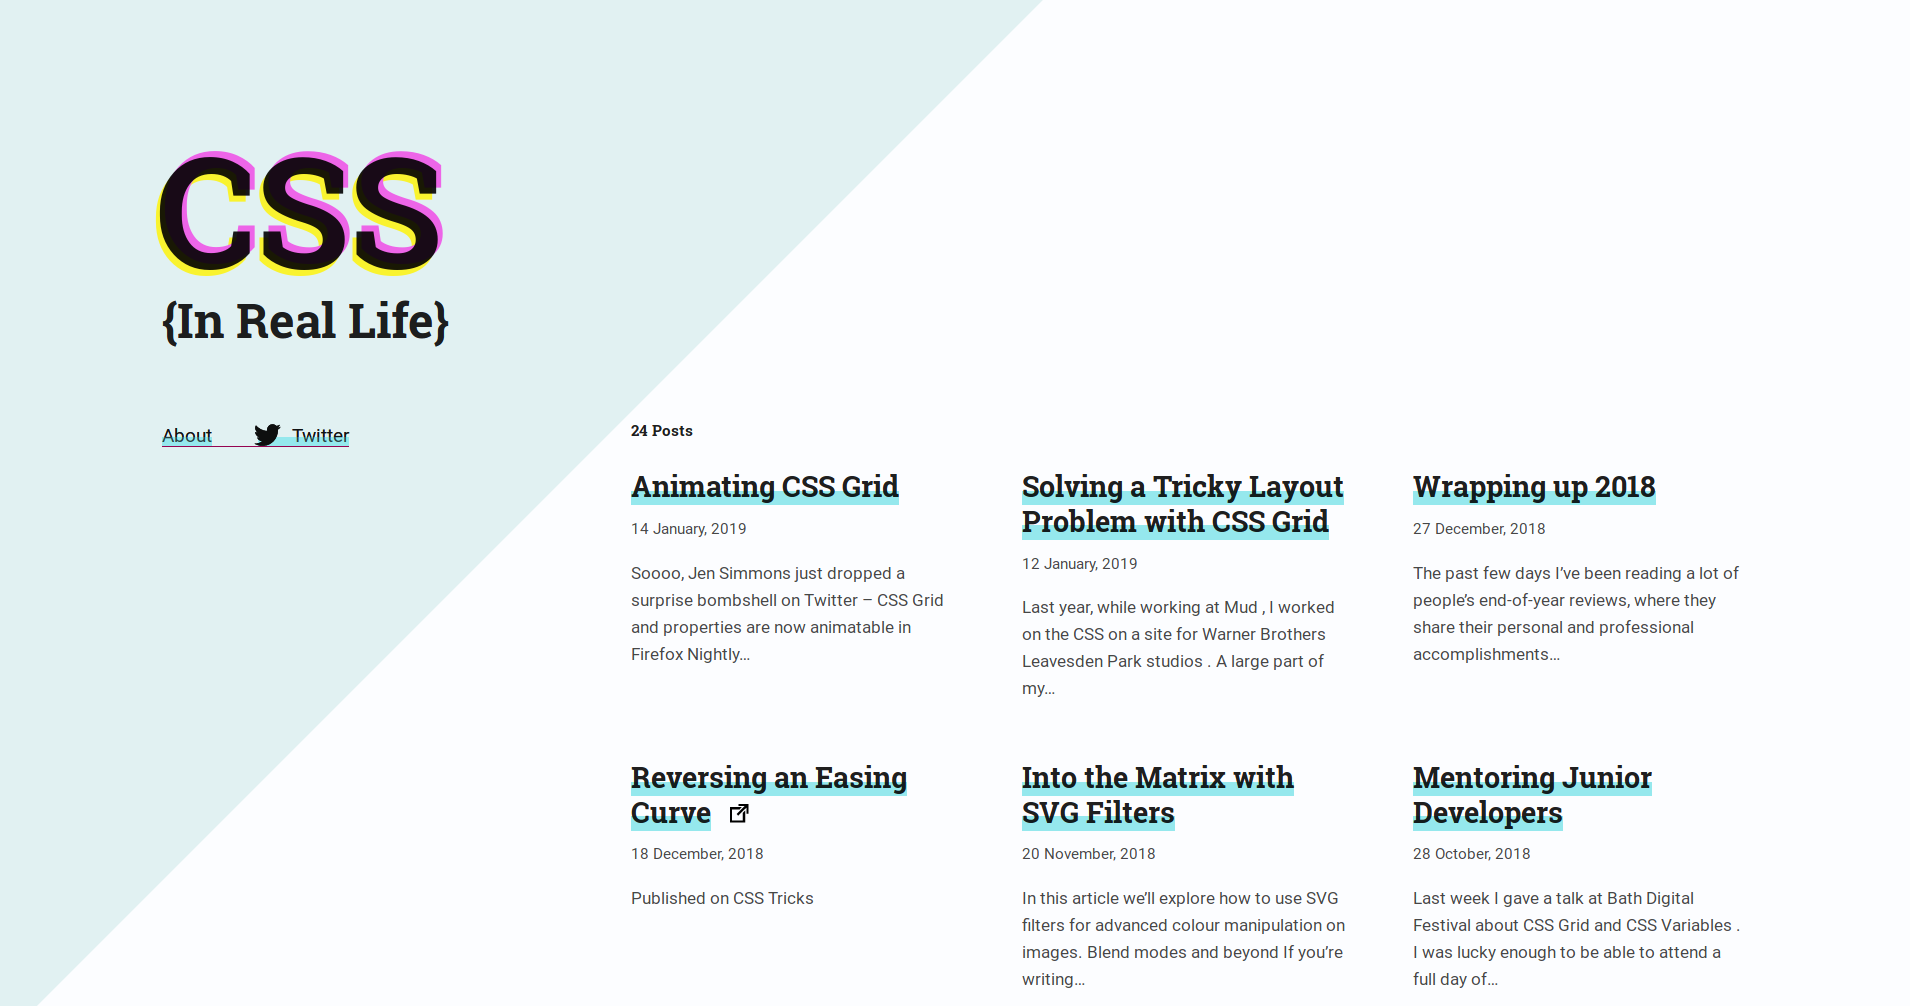 CSS
{In Real Life}
About
Twitter
24 Posts
Animating CSS Grid
14 January, 2019
Soooo, Jen Simmons just dropped a
surprise bombshell on Twitter – CSS Grid
and properties are now animatable in
Firefox Nightly…
Solving a Tricky Layout
Problem with CSS Grid
12 January, 2019
Last year, while working at Mud , I worked
on the CSS on a site for Warner Brothers
Leavesden Park studios . A large part of
my…
Wrapping up 2018
27 December, 2018
The past few days I’ve been reading a lot of
people’s end-of-year reviews, where they
share their personal and professional
accomplishments…
Reversing an Easing
Curve
18 December, 2018
Published on CSS Tricks
Into the Matrix with
SVG Filters
20 November, 2018
In this article we’ll explore how to use SVG
filters for advanced colour manipulation on
images. Blend modes and beyond If you’re
writing…
Mentoring Junior
Developers
28 October, 2018
Last week I gave a talk at Bath Digital
Festival about CSS Grid and CSS Variables .
I was lucky enough to be able to attend a
full day of…